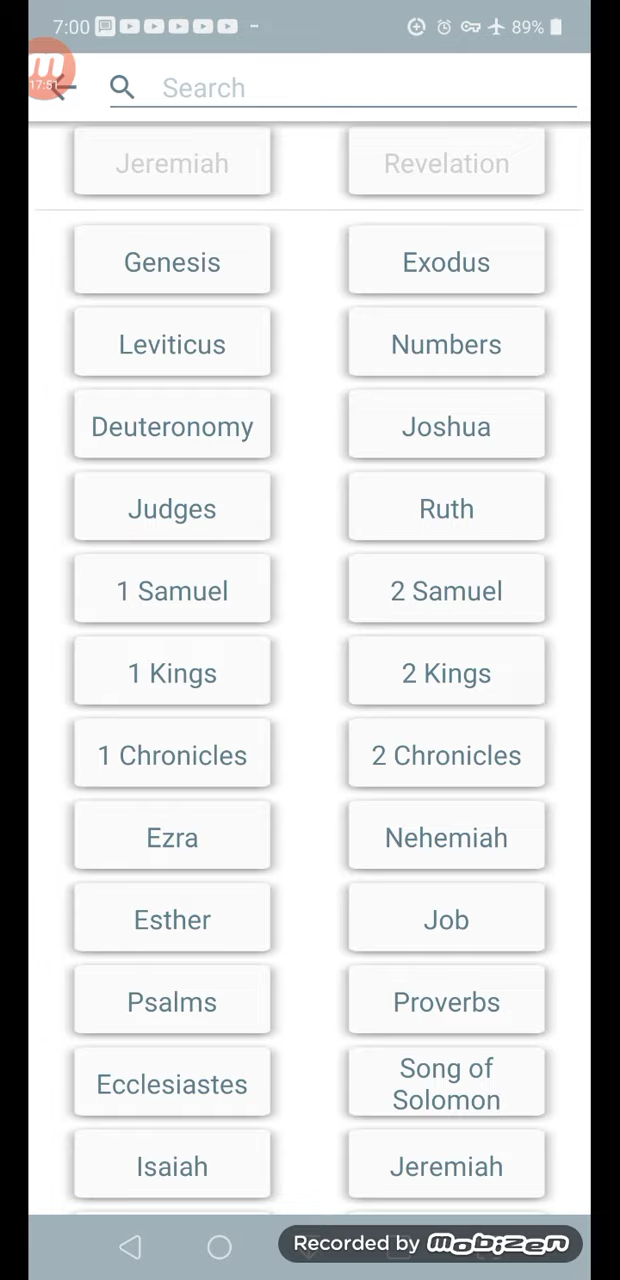 7:00 89%
17:51
Search
Jeremiah Revelation
Genesis Exodus
Leviticus Numbers
Deuteronomy Joshua
Judges Ruth
1 Samuel 2 Samuel
1 Kings 2 Kings
1 Chronicles 2 Chronicles
Ezra Nehemiah
Esther Job
Psalms Proverbs
Ecclesiastes Song of
Solomon
Isaiah Jeremiah
Recorded by mobizen